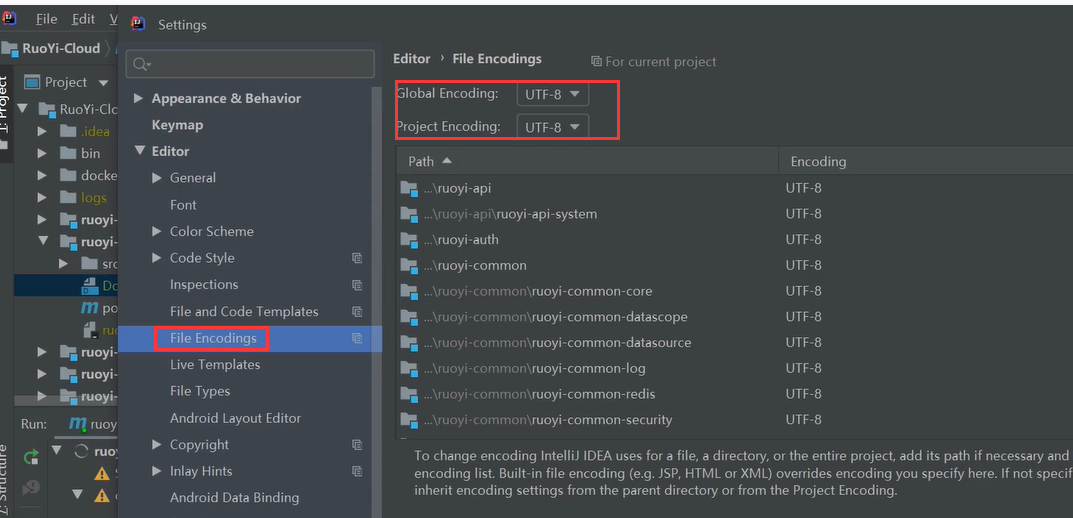 File Edit V
Settings
RuoYi-Cloud
Project
1: Project
RuoYi-Clo
.idea
bin
docke
logs
ruoyi-
ruoyi-
src
Do
po
ruo
ruoyi-
ruoyi-
ruoyi-
Run: ruoy
ruo
7: Structure
Appearance & Behavior
Keymap
Editor
General
Font
Color Scheme
Code Style
Inspections
File and Code Templates
File Encodings
Live Templates
File Types
Android Layout Editor
Copyright
Inlay Hints
Android Data Binding
Editor › File Encodings For current project
Global Encoding: UTF-8
Project Encoding: UTF-8
Path Encoding
...\ruoyi-api UTF-8
...\ruoyi-api\ruoyi-api-system UTF-8
...\ruoyi-auth UTF-8
...\ruoyi-common UTF-8
...\ruoyi-common\ruoyi-common-core UTF-8
...\ruoyi-common\ruoyi-common-datascope UTF-8
...\ruoyi-common\ruoyi-common-datasource UTF-8
...\ruoyi-common\ruoyi-common-log UTF-8
...\ruoyi-common\ruoyi-common-redis UTF-8
...\ruoyi-common\ruoyi-common-security UTF-8
To change encoding IntelliJ IDEA uses for a file, a directory, or the entire project, add its path if necessary and
encoding list. Built-in file encoding (e.g. JSP, HTML or XML) overrides encoding you specify here. If not specif
inherit encoding settings from the parent directory or from the Project Encoding.